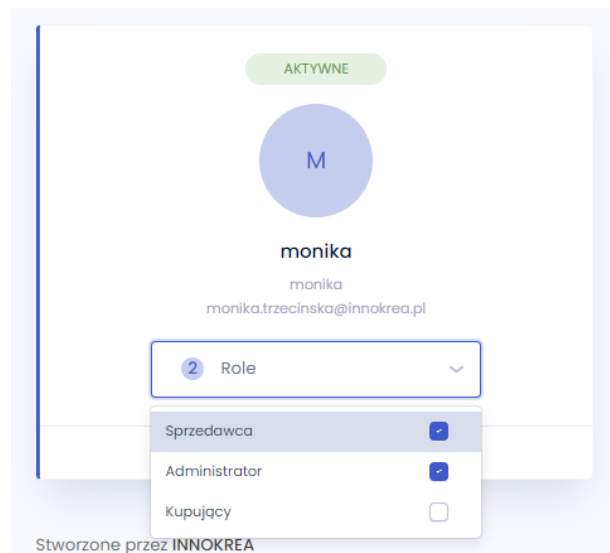 AKTYWNE
M
monika
monika
monika.trzecinska@innokrea.pl
2 Role
Sprzedawca
Administrator
Kupujący
Stworzone przez INNOKREA